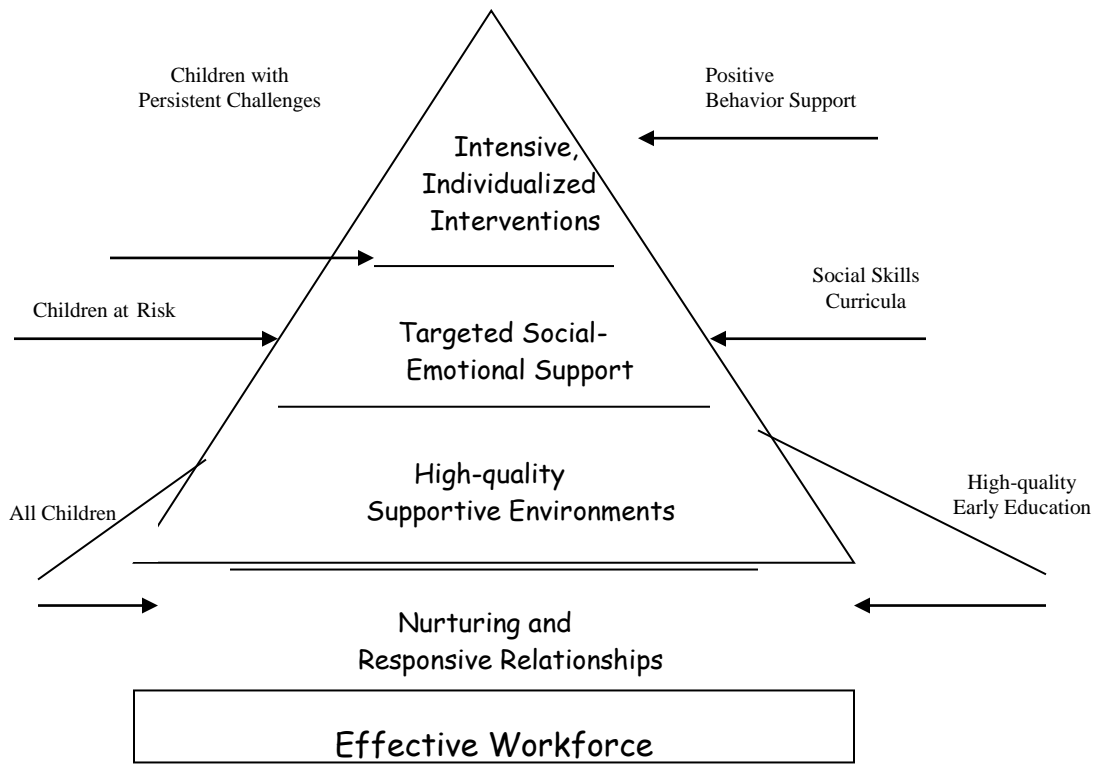 Children with
Persistent Challenges
Positive
Behavior Support
Intensive,
Individualized
Interventions
Social Skills
Curricula
Children at Risk
Targeted Social-
Emotional Support
High-quality
Supportive Environments
All Children
High-quality
Early Education
Nurturing and
Responsive Relationships
Effective Workforce